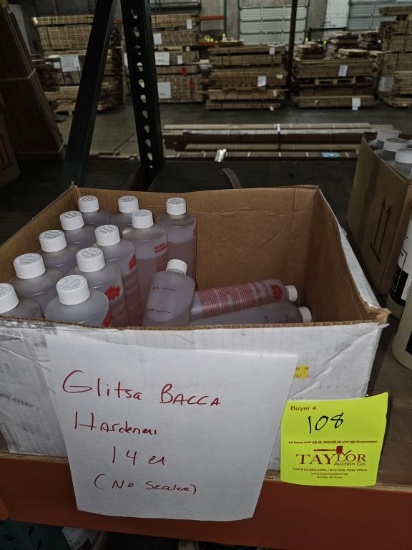 Glitsa BACCA
Hardener
14 ea
(No Sealer)
Buyer #
108
TAYLOR
Auction Co.